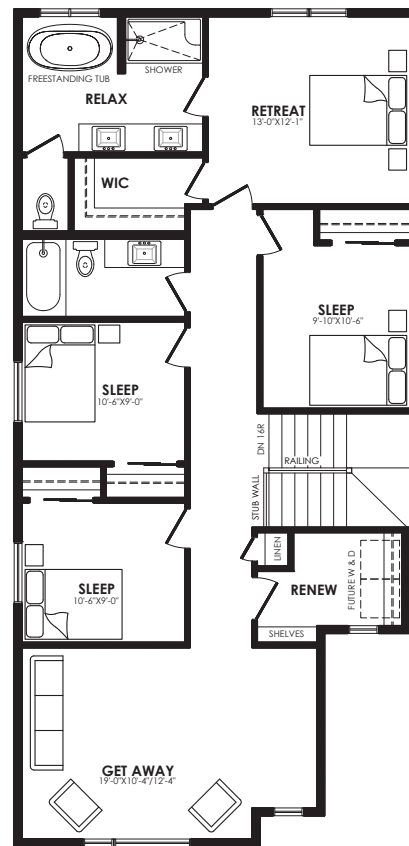 FREESTANDING TUB
SHOWER
RELAX
RETREAT
13'-0"X12'-1"
WIC
SLEEP
9'-10"X10'-6"
SLEEP
10'-6"X9'-0"
DN 16R
RAILING
STUB WALL
LINEN
SLEEP
10'-6"X9'-0"
RENEW
FUTURE W & D
SHELVES
GET AWAY
19'-0"X10'-4"/12'-4"